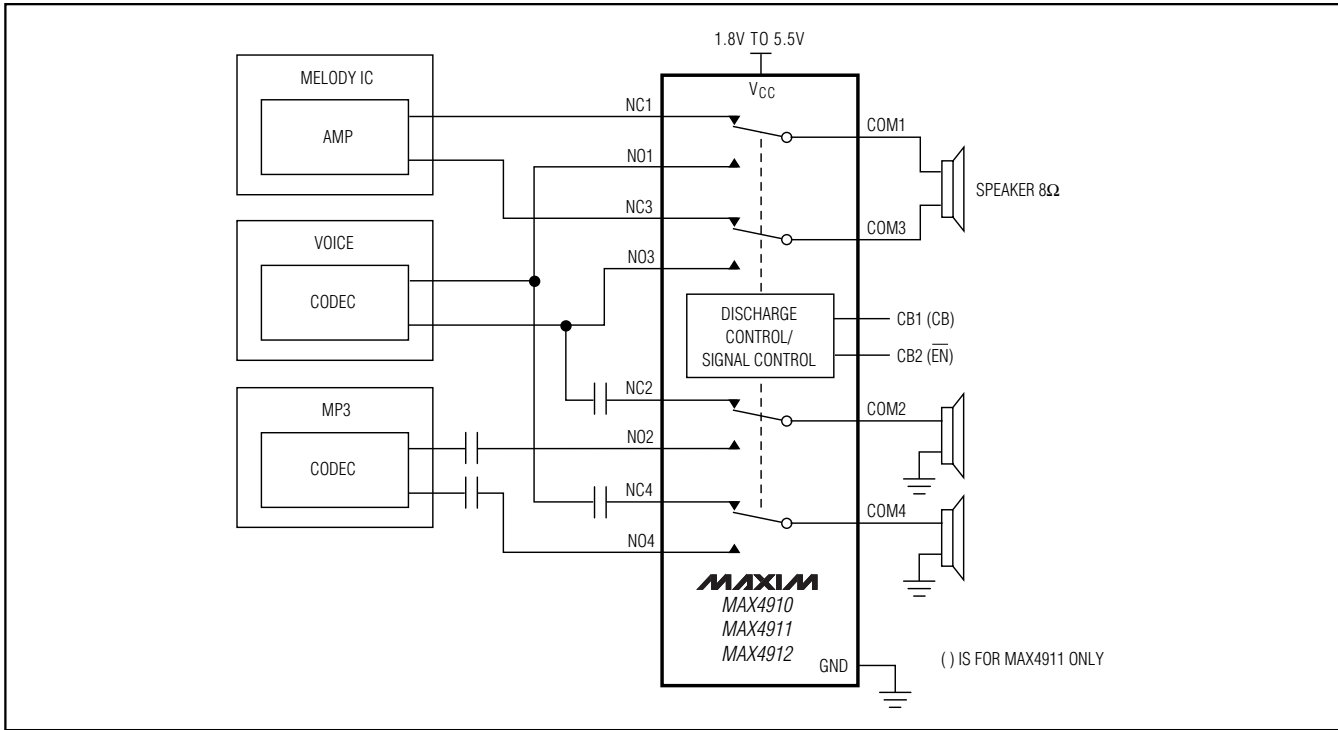 1.8V TO 5.5V
VCC
MELODY IC
AMP
VOICE
CODEC
MP3
CODEC
NC1
NO1
NC3
NO3
NC2
NO2
NC4
NO4
COM1
COM3
SPEAKER 8Ω
DISCHARGE
CONTROL/
SIGNAL CONTROL
CB1 (CB)
CB2 (E̅N̅)
COM2
COM4
MAXIM
MAX4910
MAX4911
MAX4912
GND
( ) IS FOR MAX4911 ONLY